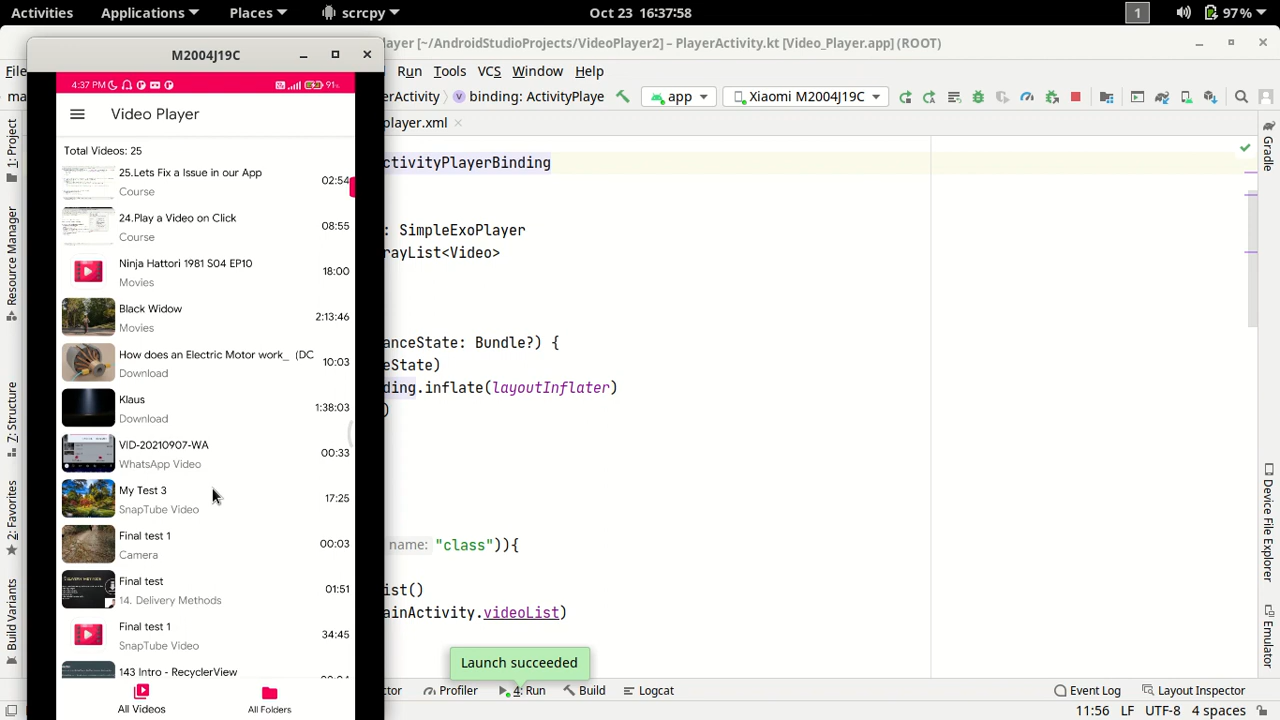 Activities Applications Places scrcpy Oct 23 16:37:58 1 97%
M2004J19C
ayer [~/AndroidStudioProjects/VideoPlayer2] – PlayerActivity.kt [Video_Player.app] (ROOT)
File Run Tools VCS Window Help
ma erActivity binding: ActivityPlaye app Xiaomi M2004J19C
player.xml
4:37 PM 91%
Video Player
Total Videos: 25
25.Lets Fix a Issue in our App
Course
02:54
24.Play a Video on Click
Course
08:55
Ninja Hattori 1981 S04 EP10
Movies
18:00
Black Widow
Movies
2:13:46
How does an Electric Motor work_ (DC
Download
10:03
Klaus
Download
1:38:03
VID-20210907-WA
WhatsApp Video
00:33
My Test 3
SnapTube Video
17:25
Final test 1
Camera
00:03
Final test
14. Delivery Methods
01:51
Final test 1
SnapTube Video
34:45
143 Intro - RecyclerView
All Videos
All Folders
ctivityPlayerBinding
: SimpleExoPlayer
rayList<Video>
anceState: Bundle?) {
eState)
ding.inflate(layoutInflater)
)
name: "class")){
ist()
ainActivity.videoList)
Launch succeeded
1: Project
Resource Manager
Z: Structure
2: Favorites
Build Variants
Gradle
Device File Explorer
Emulator
ctor Profiler 4: Run Build Logcat Event Log Layout Inspector
11:56 LF UTF-8 4 spaces